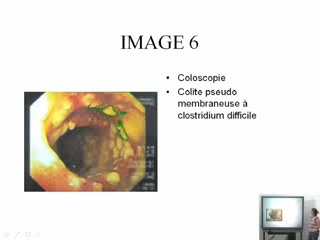 IMAGE 6
• Coloscopie
• Colite pseudo
membraneuse à
clostridium difficile